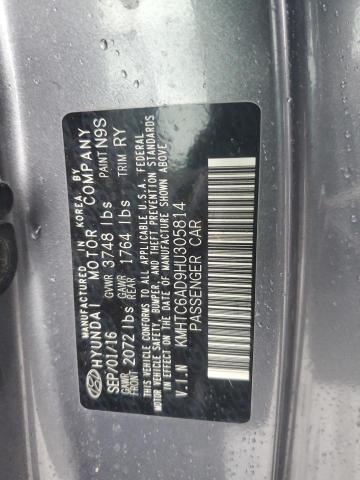 MANUFACTURED IN KOREA BY
HYUNDAI MOTOR COMPANY
SEP/01/16 GVWR 3748 lbs PAINT N9S
GAWR FRONT 2072 lbs GAWR REAR 1764 lbs TRIM RY
THIS VEHICLE CONFORMS TO ALL APPLICABLE U.S.A. FEDERAL
MOTOR VEHICLE SAFETY, BUMPER, AND THEFT PREVENTION STANDARDS
IN EFFECT ON THE DATE OF MANUFACTURE SHOWN ABOVE.
V.I.N KMHTC6AD9HU305814
PASSENGER CAR